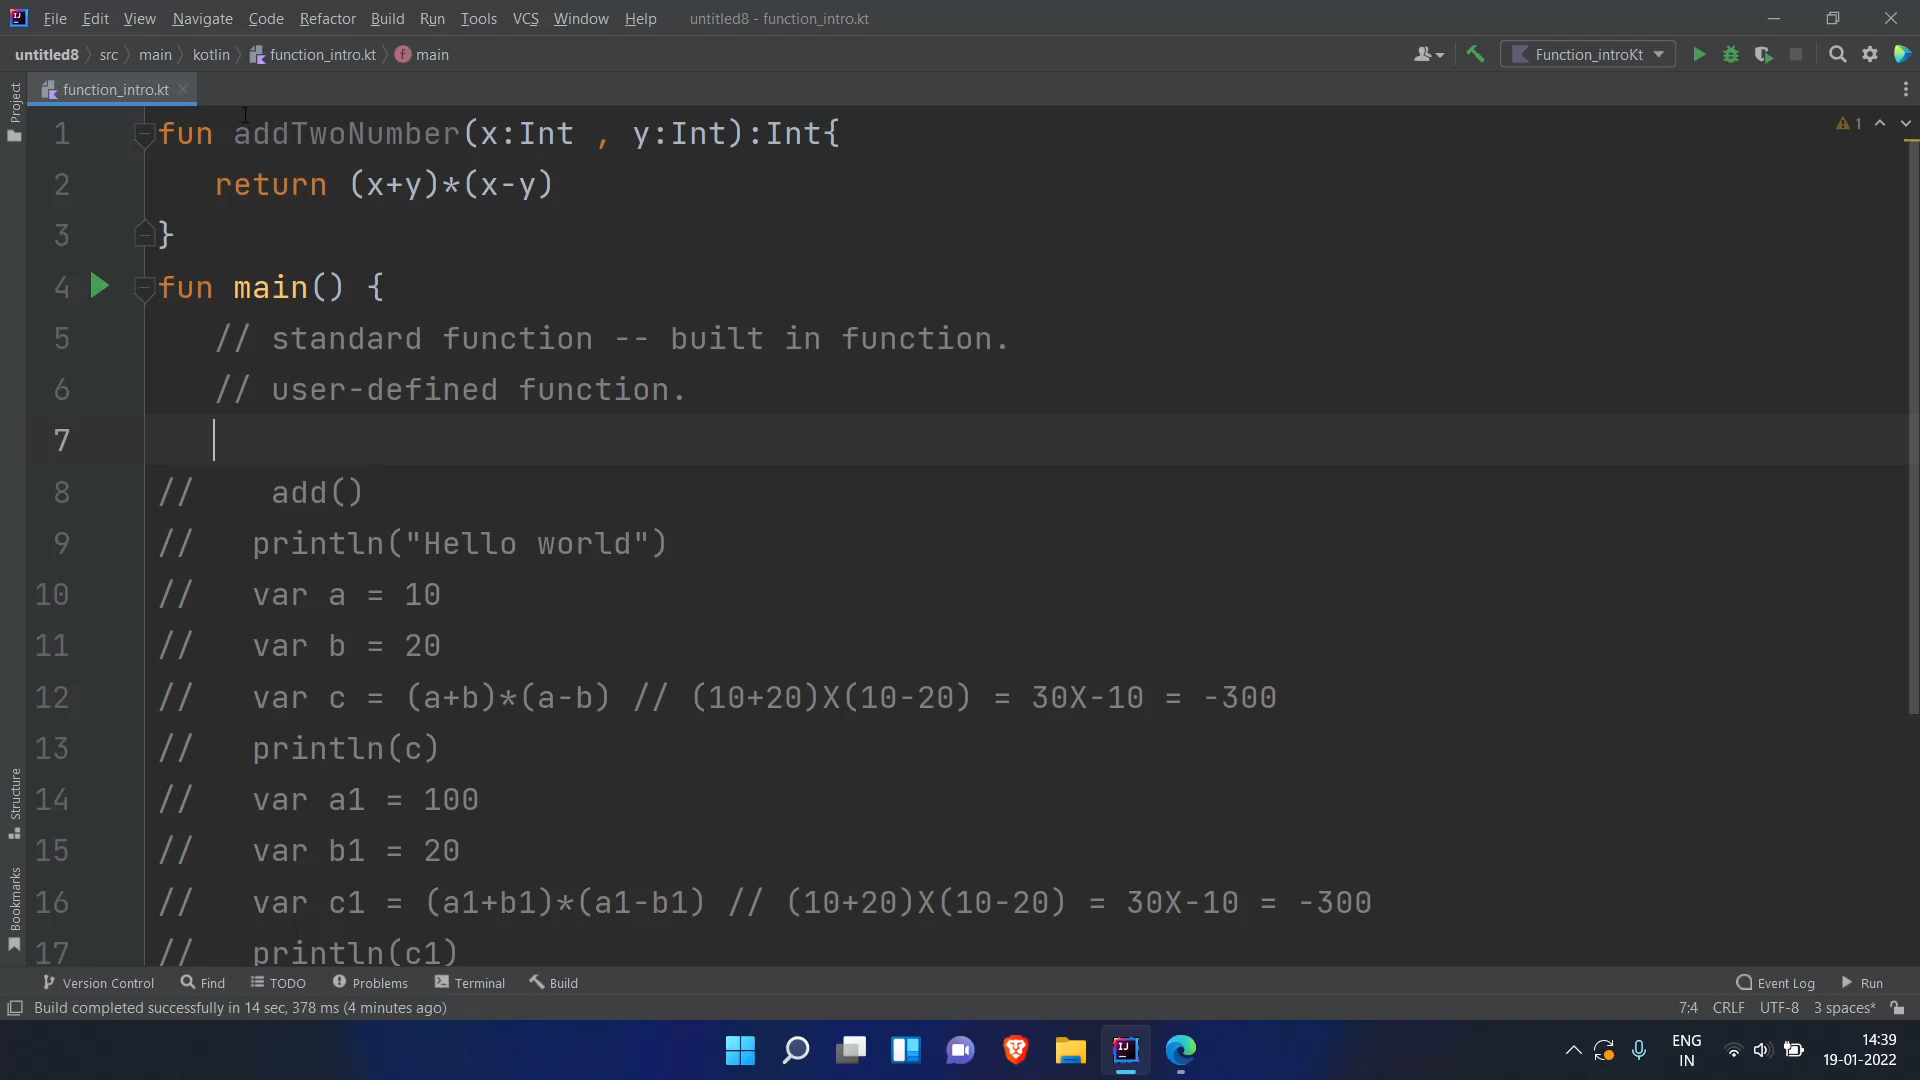 File Edit View Navigate Code Refactor Build Run Tools VCS Window Help untitled8 - function_intro.kt
untitled8 src main kotlin function_intro.kt main Function_introKt
function_intro.kt
Project
1 fun addTwoNumber(x:Int , y:Int):Int{
1
2 return (x+y)*(x-y)
3 }
4 fun main() {
5 // standard function -- built in function.
6 // user-defined function.
7
8 // add()
9 // println("Hello world")
10 // var a = 10
11 // var b = 20
12 // var c = (a+b)*(a-b) // (10+20)X(10-20) = 30X-10 = -300
13 // println(c)
14 // var a1 = 100
15 // var b1 = 20
16 // var c1 = (a1+b1)*(a1-b1) // (10+20)X(10-20) = 30X-10 = -300
17 // println(c1)
Structure
Bookmarks
Version Control Find TODO Problems Terminal Build Event Log Run
Build completed successfully in 14 sec, 378 ms (4 minutes ago) 7:4 CRLF UTF-8 3 spaces*
ENG
IN
14:39
19-01-2022